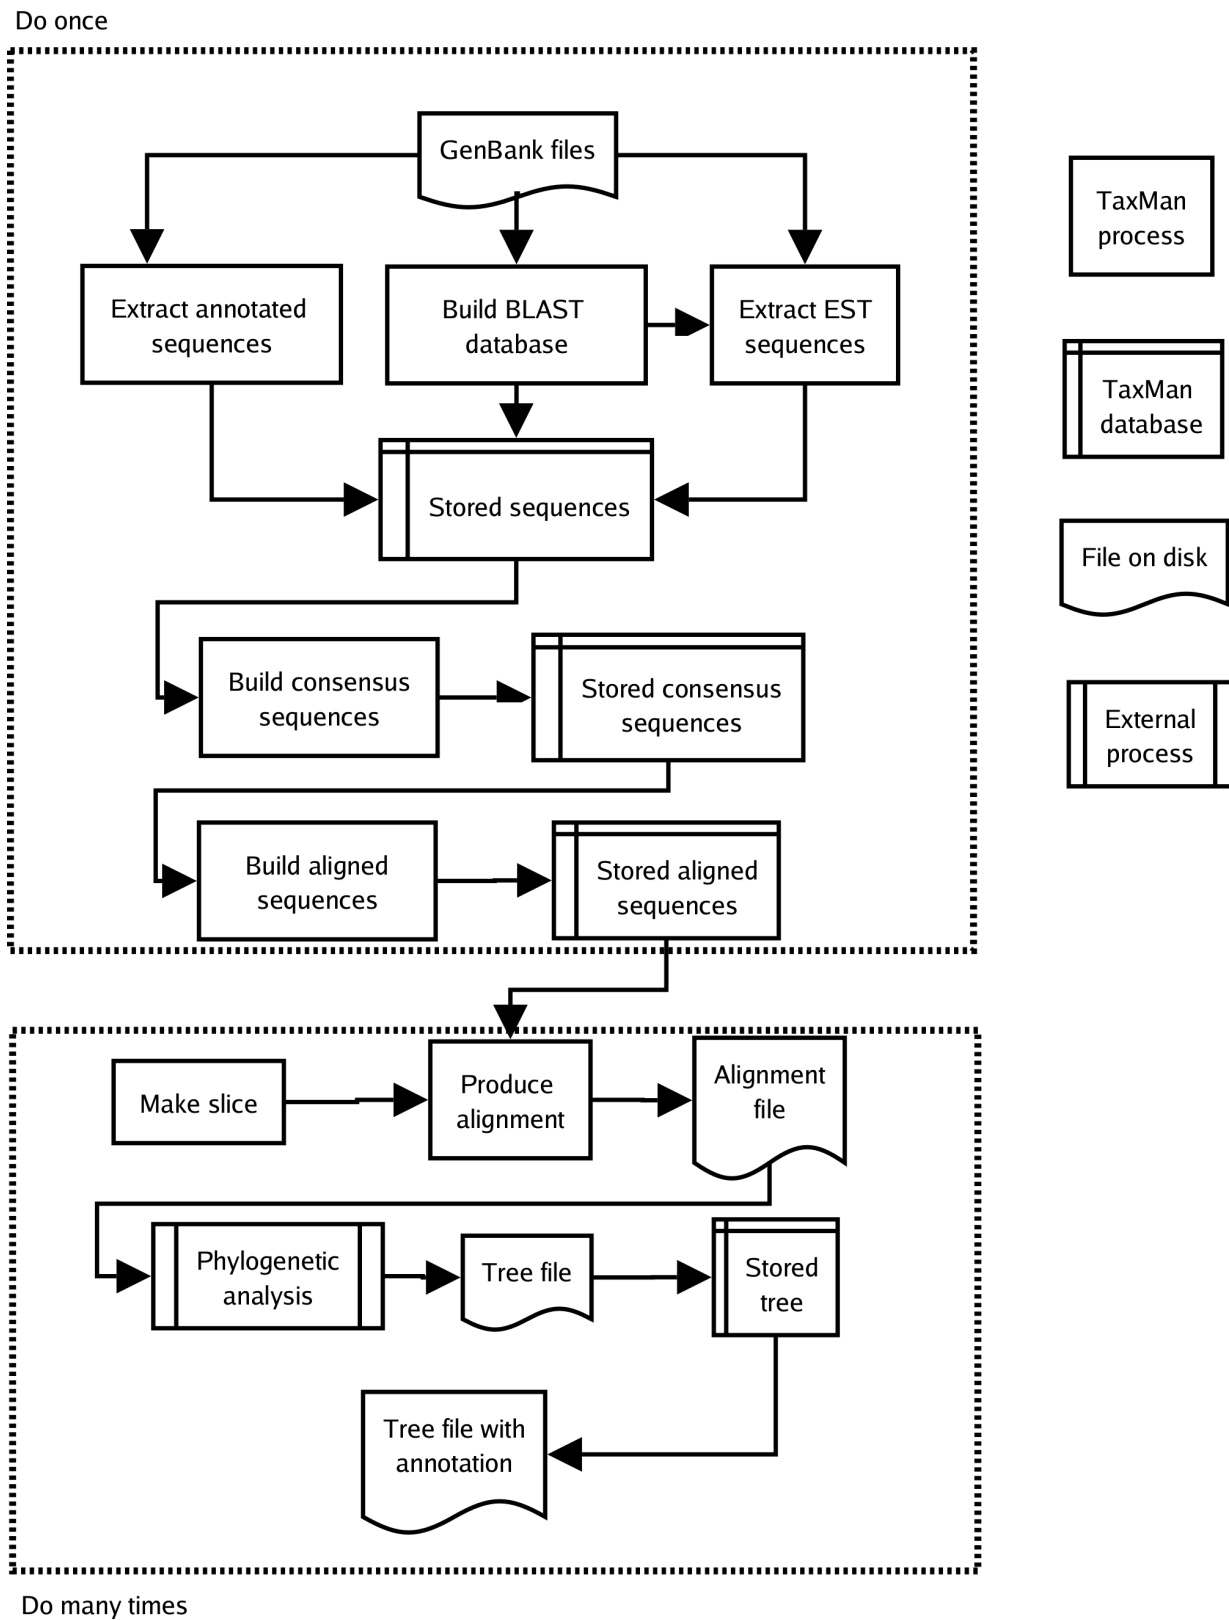 Do once
GenBank files
Extract annotated
sequences
Build BLAST
database
Extract EST
sequences
Stored sequences
Build consensus
sequences
Stored consensus
sequences
Build aligned
sequences
Stored aligned
sequences
Make slice
Produce
alignment
Alignment
file
Phylogenetic
analysis
Tree file
Stored
tree
Tree file with
annotation
Do many times
TaxMan
process
TaxMan
database
File on disk
External
process